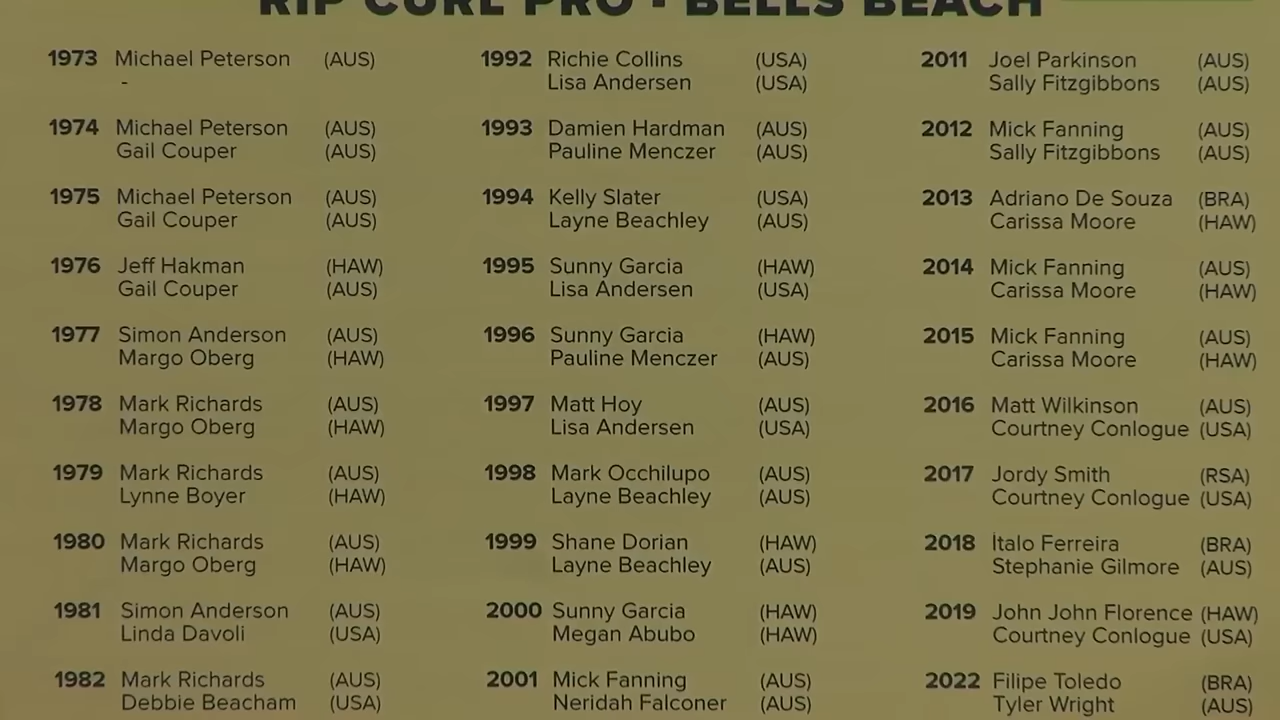 RIP CURL PRO - BELLS BEACH
1973 Michael Peterson (AUS)
-
1974 Michael Peterson (AUS)
Gail Couper (AUS)
1975 Michael Peterson (AUS)
Gail Couper (AUS)
1976 Jeff Hakman (HAW)
Gail Couper (AUS)
1977 Simon Anderson (AUS)
Margo Oberg (HAW)
1978 Mark Richards (AUS)
Margo Oberg (HAW)
1979 Mark Richards (AUS)
Lynne Boyer (HAW)
1980 Mark Richards (AUS)
Margo Oberg (HAW)
1981 Simon Anderson (AUS)
Linda Davoli (USA)
1982 Mark Richards (AUS)
Debbie Beacham (USA)
1992 Richie Collins (USA)
Lisa Andersen (USA)
1993 Damien Hardman (AUS)
Pauline Menczer (AUS)
1994 Kelly Slater (USA)
Layne Beachley (AUS)
1995 Sunny Garcia (HAW)
Lisa Andersen (USA)
1996 Sunny Garcia (HAW)
Pauline Menczer (AUS)
1997 Matt Hoy (AUS)
Lisa Andersen (USA)
1998 Mark Occhilupo (AUS)
Layne Beachley (AUS)
1999 Shane Dorian (HAW)
Layne Beachley (AUS)
2000 Sunny Garcia (HAW)
Megan Abubo (HAW)
2001 Mick Fanning (AUS)
Neridah Falconer (AUS)
2011 Joel Parkinson (AUS)
Sally Fitzgibbons (AUS)
2012 Mick Fanning (AUS)
Sally Fitzgibbons (AUS)
2013 Adriano De Souza (BRA)
Carissa Moore (HAW)
2014 Mick Fanning (AUS)
Carissa Moore (HAW)
2015 Mick Fanning (AUS)
Carissa Moore (HAW)
2016 Matt Wilkinson (AUS)
Courtney Conlogue (USA)
2017 Jordy Smith (RSA)
Courtney Conlogue (USA)
2018 Italo Ferreira (BRA)
Stephanie Gilmore (AUS)
2019 John John Florence (HAW)
Courtney Conlogue (USA)
2022 Filipe Toledo (BRA)
Tyler Wright (AUS)